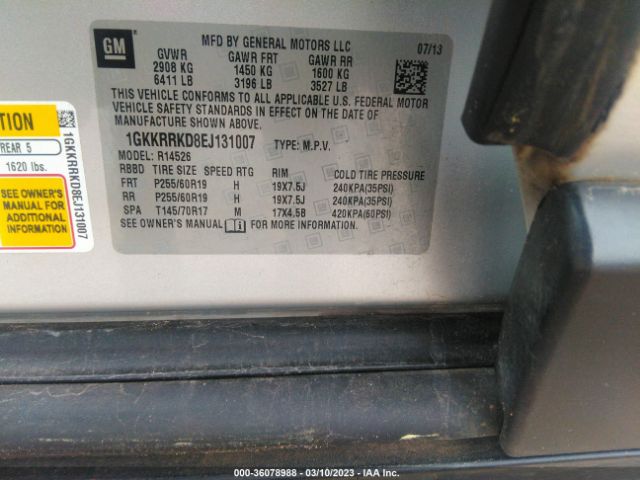 GM
MFD BY GENERAL MOTORS LLC 07/13
GVWR GAWR FRT GAWR RR
2908 KG 1450 KG 1600 KG
6411 LB 3196 LB 3527 LB
THIS VEHICLE CONFORMS TO ALL APPLICABLE U.S. FEDERAL MOTOR
VEHICLE SAFETY STANDARDS IN EFFECT ON THE DATE OF
MANUFACTURE SHOWN ABOVE.
1GKKRRKD8EJ131007 TYPE: M.P.V.
MODEL: R14526
RBBD TIRE SIZE SPEED RTG RIM COLD TIRE PRESSURE
FRT P255/60R19 H 19X7.5J 240KPA(35PSI)
RR P255/60R19 H 19X7.5J 240KPA(35PSI)
SPA T145/70R17 M 17X4.5B 420KPA(60PSI)
SEE OWNER'S MANUAL FOR MORE INFORMATION.
TION
REAR 5
1620 lbs.
SEE OWNER'S
MANUAL FOR
ADDITIONAL
INFORMATION
1GKKRRKD8EJ131007
000-36078988 — 03/10/2023 — IAA Inc.